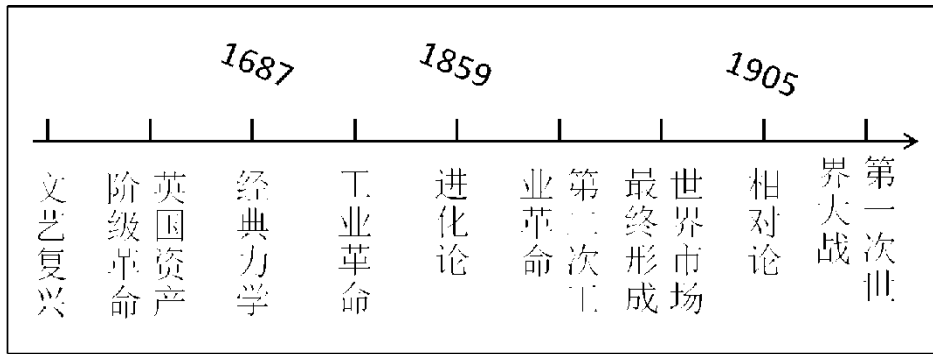 1687
1859
1905
文艺复兴
英国资产
阶级革命
经典力学
工业革命
进化论
第二次工
业革命
世界市场
最终形成
相对论
第一次世
界大战